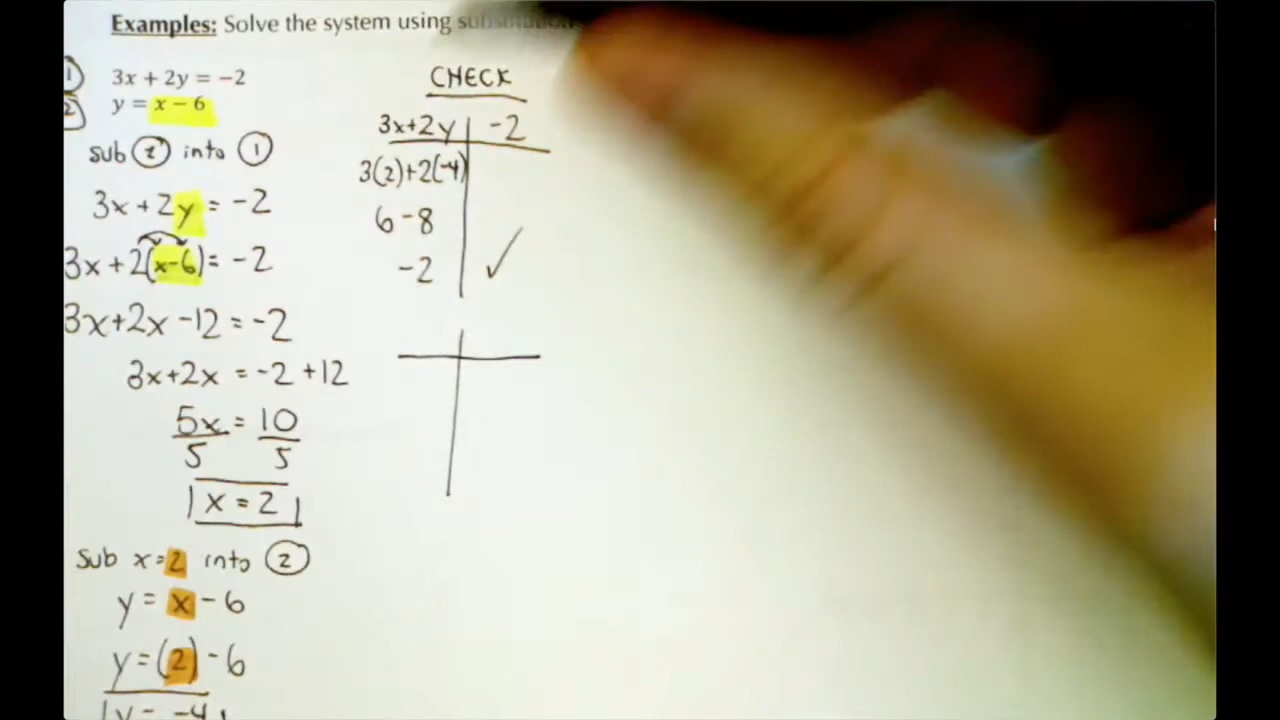 Examples: Solve the system using
① 3x + 2y = −2
② y = x − 6
sub ② into ①
3x + 2y = -2
3x + 2(x-6) = -2
3x+2x -12 = -2
3x+2x = -2 +12
5x = 10
5 5
x = 2
Sub x=2 into ②
y = x - 6
y = (2) - 6
y = -4
CHECK
3x+2y | -2
3(2)+2(-4)
6 -8
-2 ✓